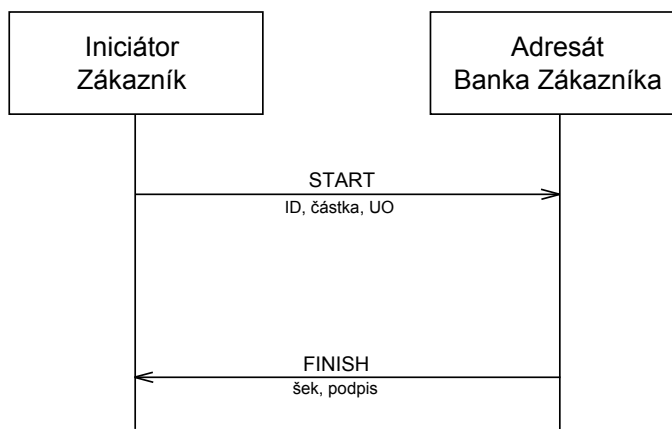 Iniciátor
Zákazník
Adresát
Banka Zákazníka
START
ID, částka, UO
FINISH
šek, podpis